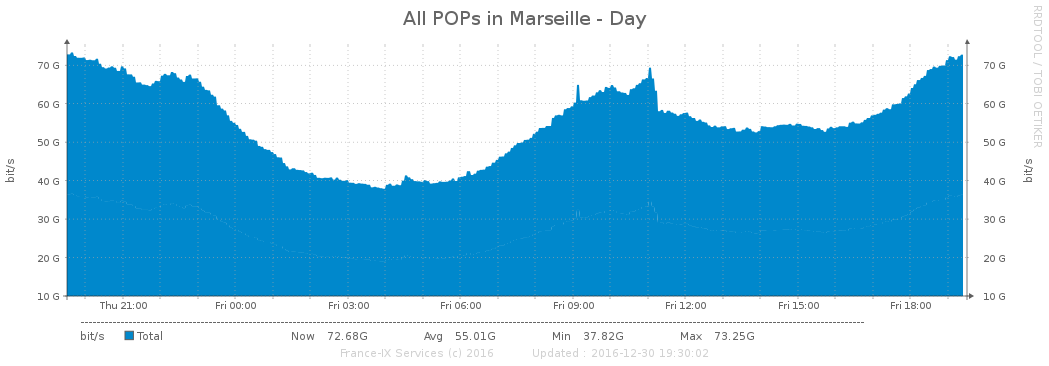 All POPs in Marseille - Day
RRDTOOL / TOBI OETIKER
bit/s
70 G 70 G
60 G 60 G
50 G 50 G
40 G 40 G
30 G 30 G
20 G 20 G
10 G 10 G
bit/s
Thu 21:00 Fri 00:00 Fri 03:00 Fri 06:00 Fri 09:00 Fri 12:00 Fri 15:00 Fri 18:00
bit/s Total Now 72.68G Avg 55.01G Min 37.82G Max 73.25G
France-IX Services (c) 2016 Updated : 2016-12-30 19:30:02